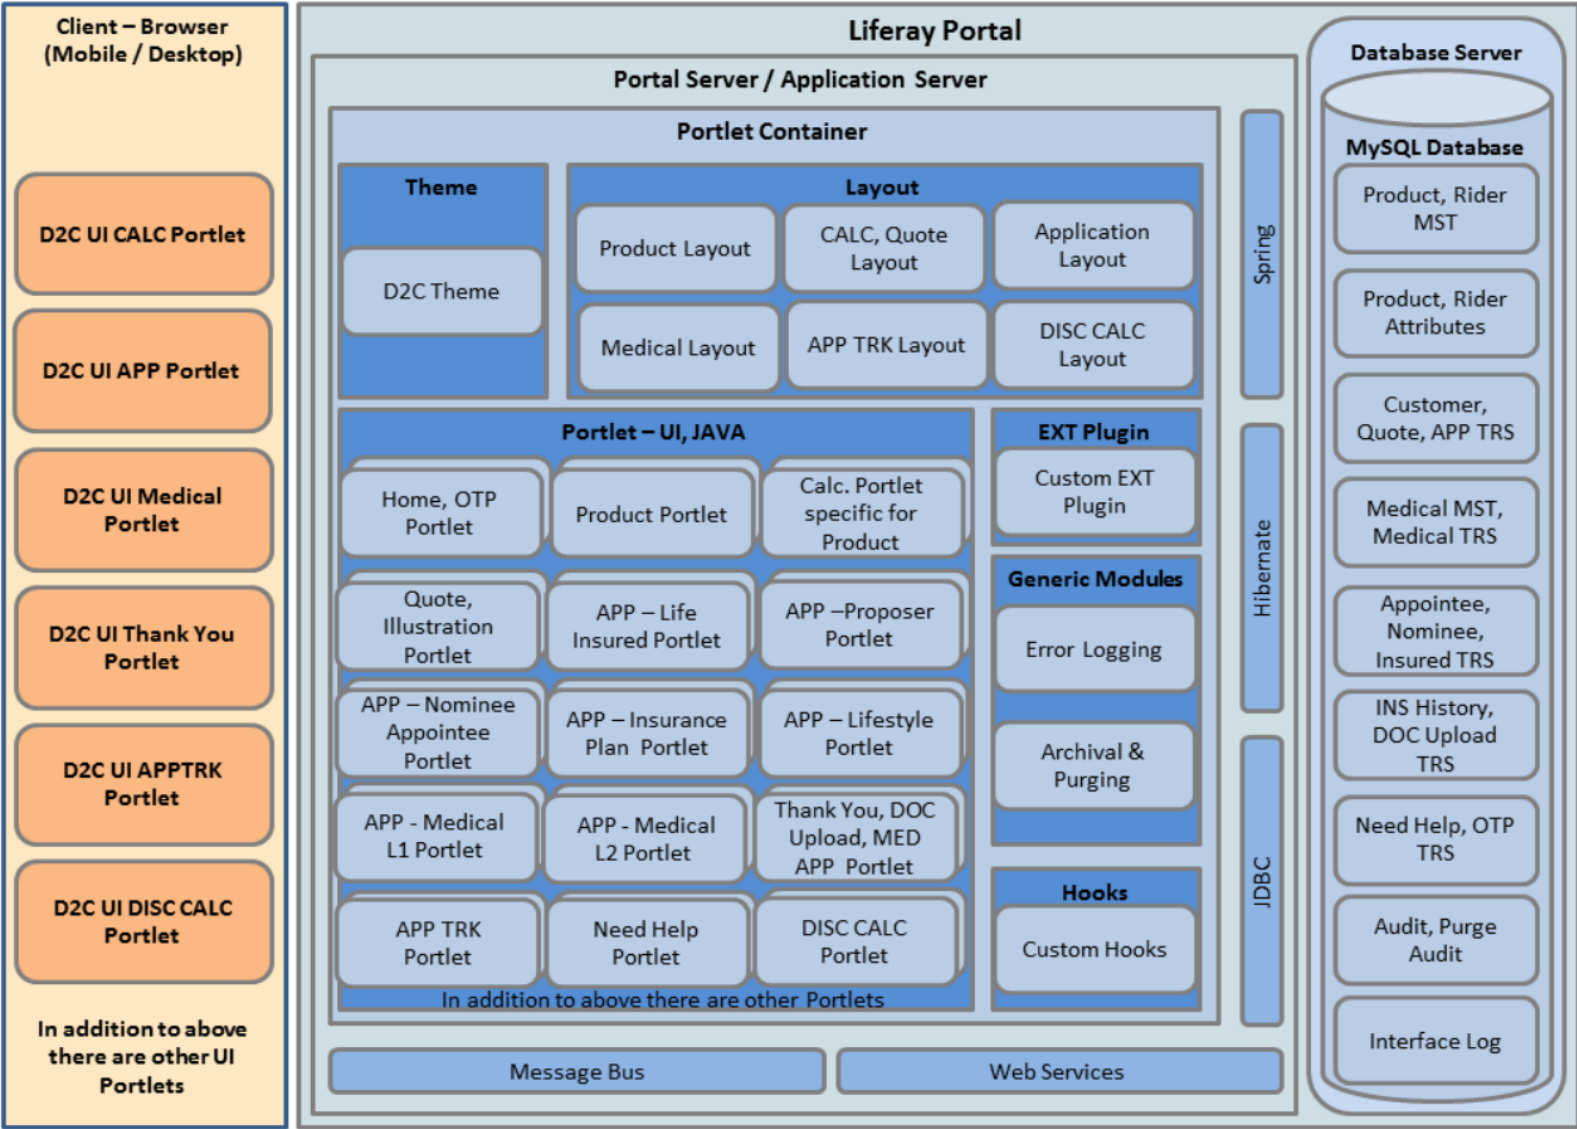 Client – Browser
(Mobile / Desktop)
D2C UI CALC Portlet
D2C UI APP Portlet
D2C UI Medical
Portlet
D2C UI Thank You
Portlet
D2C UI APPTRK
Portlet
D2C UI DISC CALC
Portlet
In addition to above
there are other UI
Portlets
Liferay Portal
Portal Server / Application Server
Portlet Container
Theme
D2C Theme
Layout
Product Layout
CALC, Quote
Layout
Application
Layout
Medical Layout
APP TRK Layout
DISC CALC
Layout
Portlet – UI, JAVA
Home, OTP
Portlet
Product Portlet
Calc. Portlet
specific for
Product
Quote,
Illustration
Portlet
APP – Life
Insured Portlet
APP –Proposer
Portlet
APP – Nominee
Appointee
Portlet
APP – Insurance
Plan Portlet
APP – Lifestyle
Portlet
APP - Medical
L1 Portlet
APP - Medical
L2 Portlet
Thank You, DOC
Upload, MED
APP Portlet
APP TRK
Portlet
Need Help
Portlet
DISC CALC
Portlet
In addition to above there are other Portlets
EXT Plugin
Custom EXT
Plugin
Generic Modules
Error Logging
Archival &
Purging
Hooks
Custom Hooks
Spring
Hibernate
JDBC
Message Bus
Web Services
Database Server
MySQL Database
Product, Rider
MST
Product, Rider
Attributes
Customer,
Quote, APP TRS
Medical MST,
Medical TRS
Appointee,
Nominee,
Insured TRS
INS History,
DOC Upload
TRS
Need Help, OTP
TRS
Audit, Purge
Audit
Interface Log